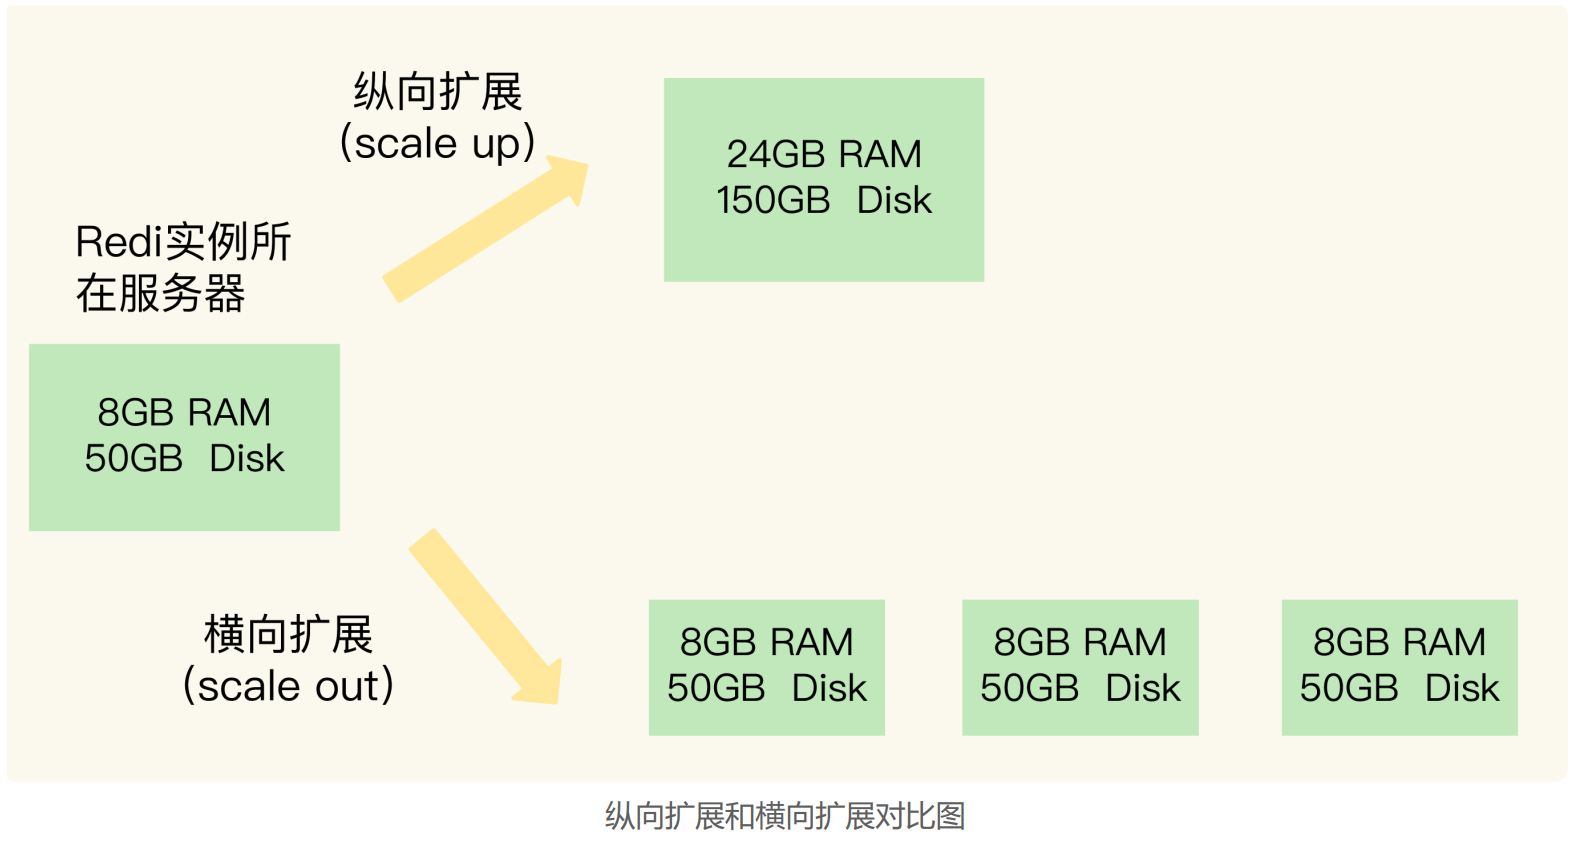 纵向扩展
(scale up)
24GB RAM
150GB Disk
Redi实例所
在服务器
8GB RAM
50GB Disk
横向扩展
(scale out)
8GB RAM
50GB Disk
8GB RAM
50GB Disk
8GB RAM
50GB Disk
纵向扩展和横向扩展对比图